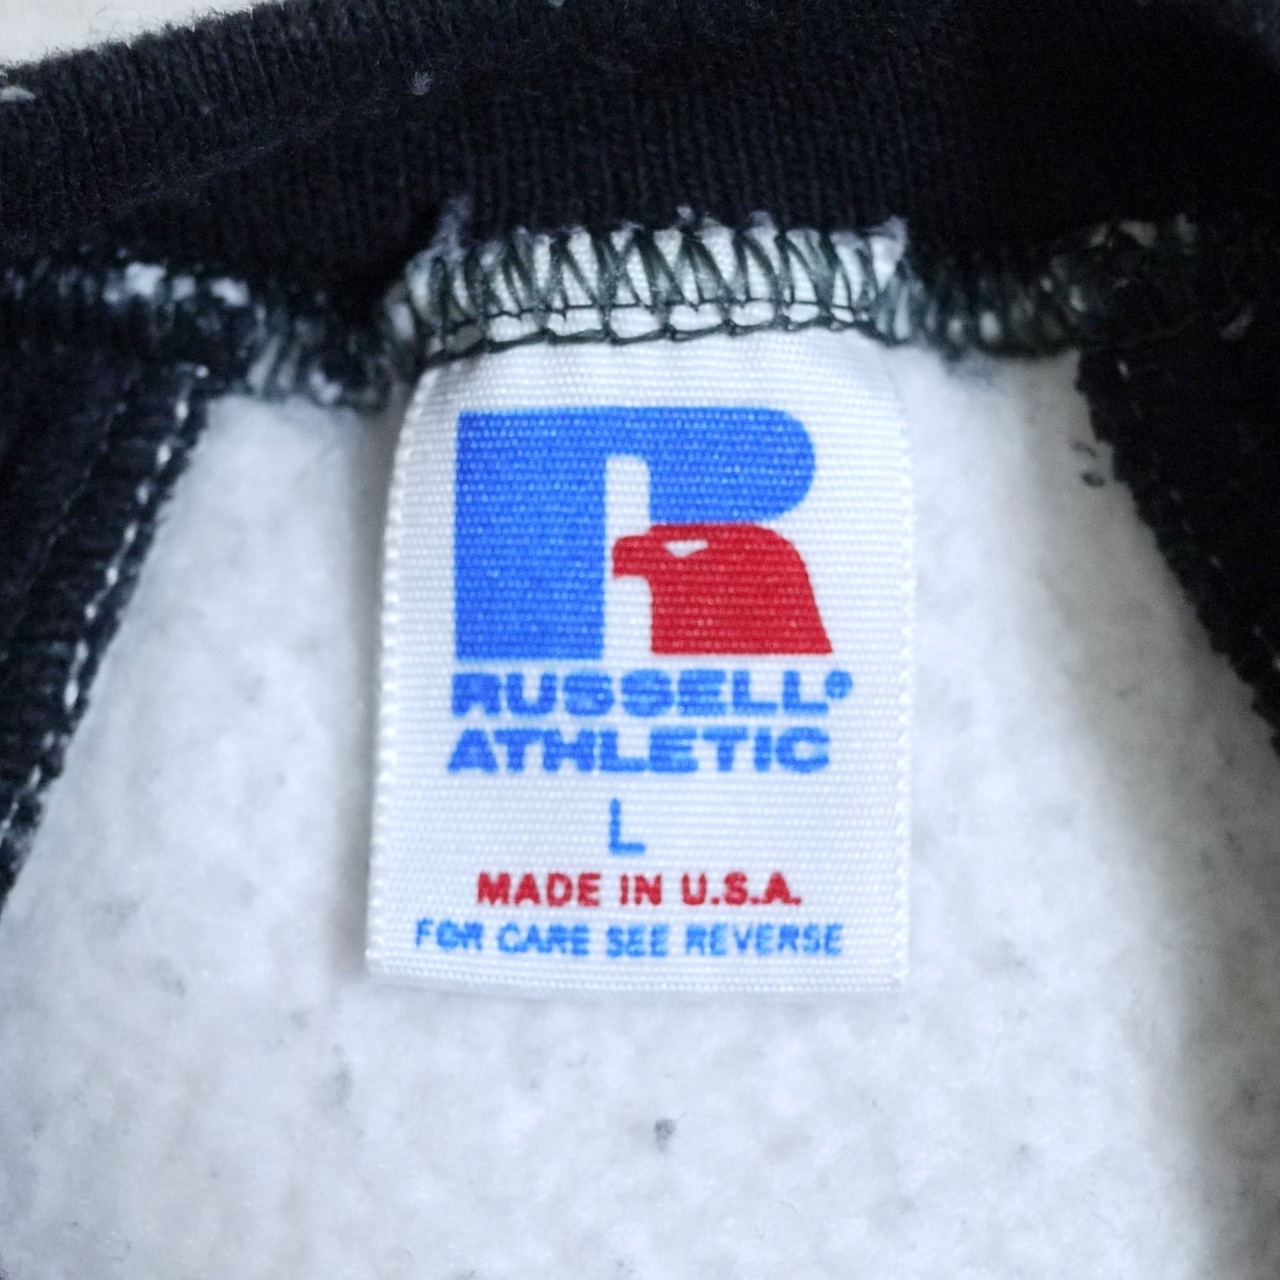 R
RUSSELL®
ATHLETIC
L
MADE IN U.S.A.
FOR CARE SEE REVERSE